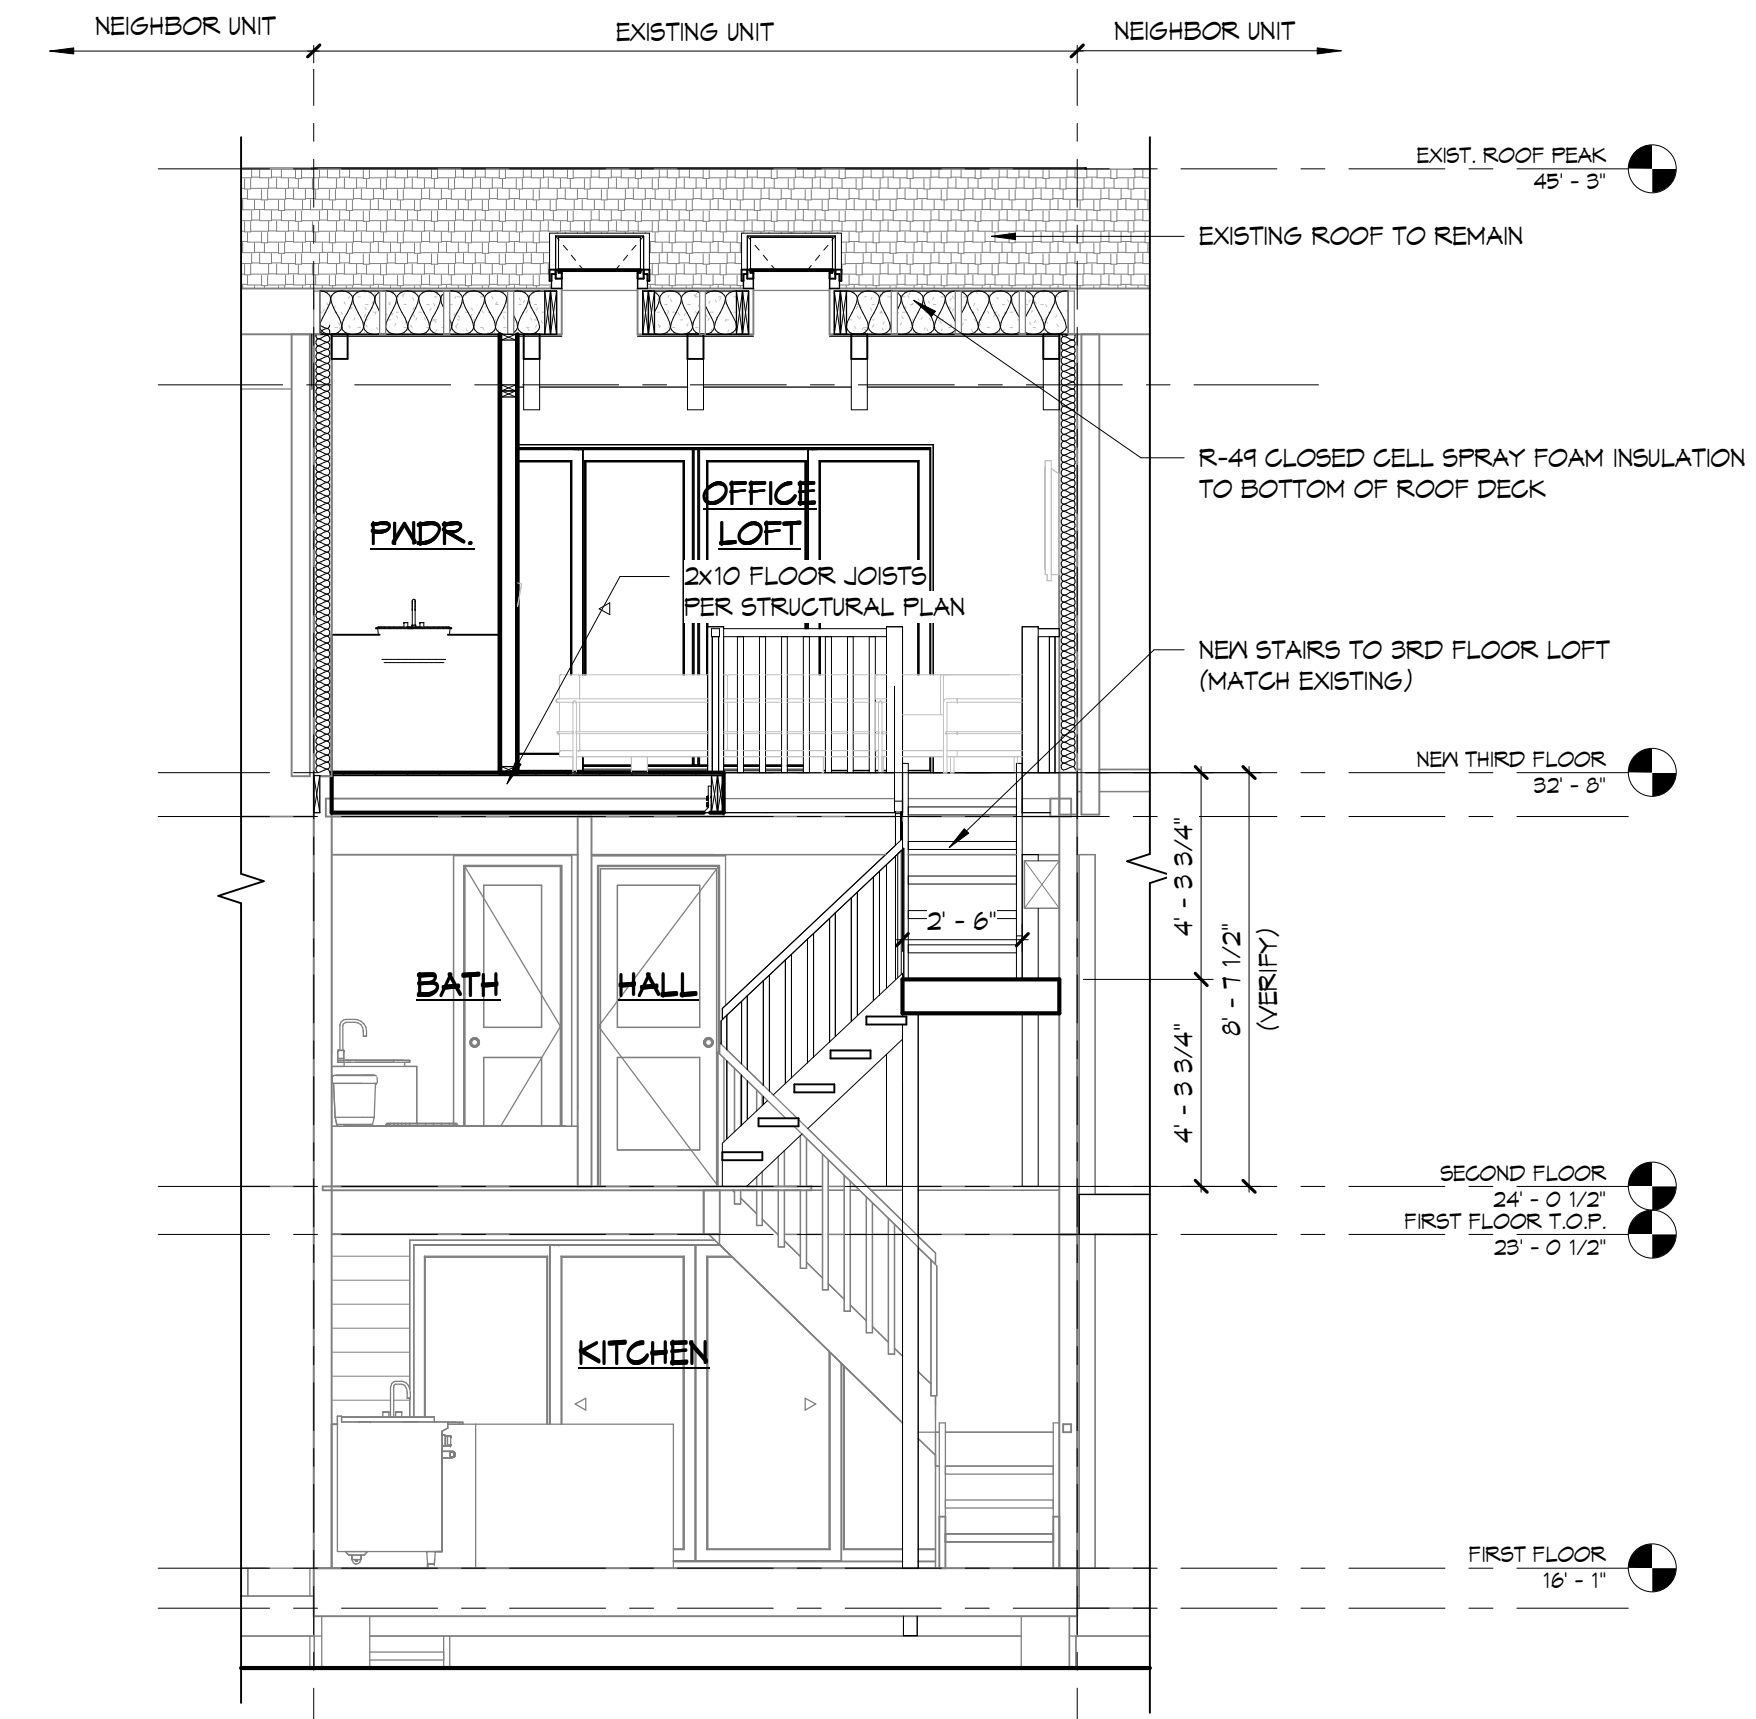 NEIGHBOR UNIT
EXISTING UNIT
NEIGHBOR UNIT
EXIST. ROOF PEAK
45' - 3"
EXISTING ROOF TO REMAIN
R-49 CLOSED CELL SPRAY FOAM INSULATION
TO BOTTOM OF ROOF DECK
OFFICE
LOFT
PWDR.
2x10 FLOOR JOISTS
PER STRUCTURAL PLAN
NEW STAIRS TO 3RD FLOOR LOFT
(MATCH EXISTING)
NEW THIRD FLOOR
32' - 8"
4' - 3 3/4"
2' - 6"
8' - 7 1/2"
(VERIFY)
BATH
HALL
4' - 3 3/4"
SECOND FLOOR
24' - 0 1/2"
FIRST FLOOR T.O.P.
23' - 0 1/2"
KITCHEN
FIRST FLOOR
16' - 1"